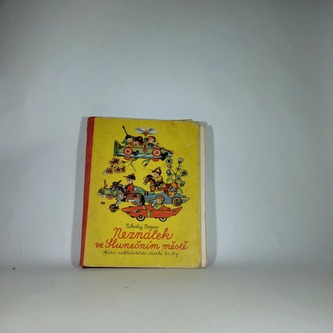 Nikolaj Nosov
Neználek
ve Slunečním městě
Státní nakladatelství dětské knihy